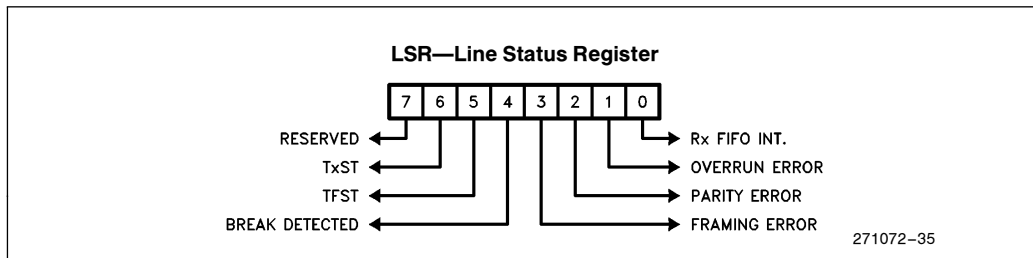 LSR—Line Status Register
7 6 5 4 3 2 1 0
RESERVED
Rx FIFO INT.
TxST
OVERRUN ERROR
TFST
PARITY ERROR
BREAK DETECTED
FRAMING ERROR
271072–35